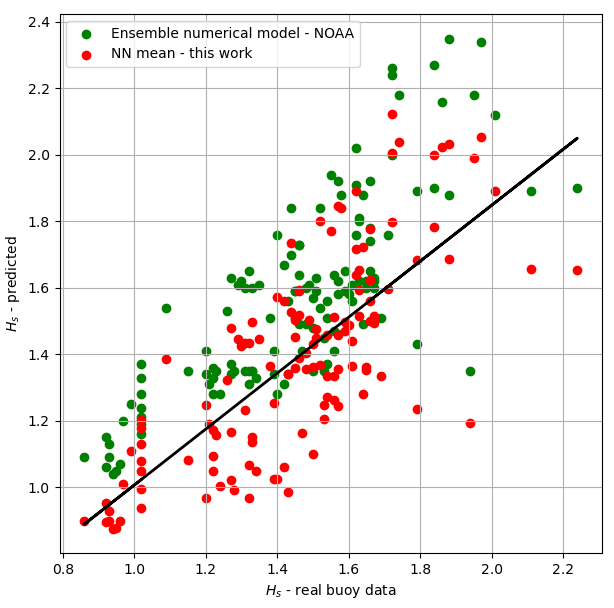 Ensemble numerical model - NOAA
NN mean - this work
2.4
2.2
2.0
1.8
1.6
1.4
1.2
1.0
Hs - predicted
0.8 1.0 1.2 1.4 1.6 1.8 2.0 2.2
Hs - real buoy data